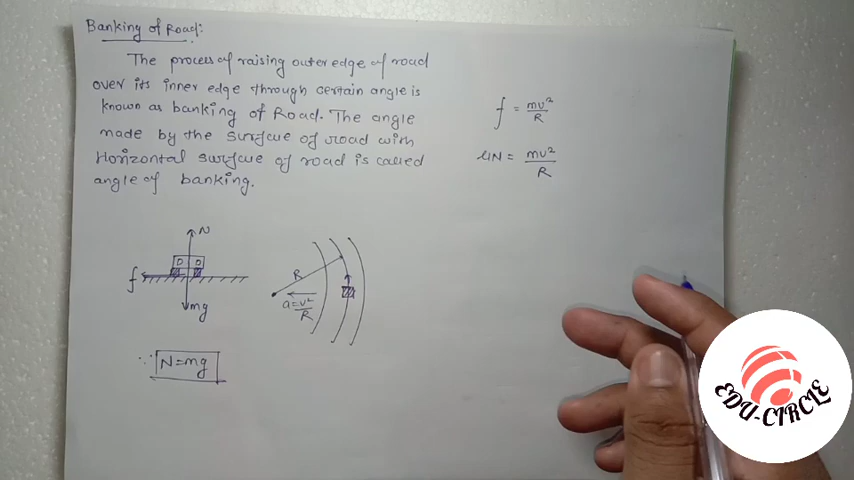 Banking of Road:
The process of raising outer edge of road
over its inner edge through certain angle is
known as banking of Road. The angle
made by the surface of road with
Horizontal surface of road is called
angle of banking.
f = mv²/R
μN = mv²/R
N
D D
f
mg
R
a = v²/R
∵ N = mg
EDU-CIRCLE